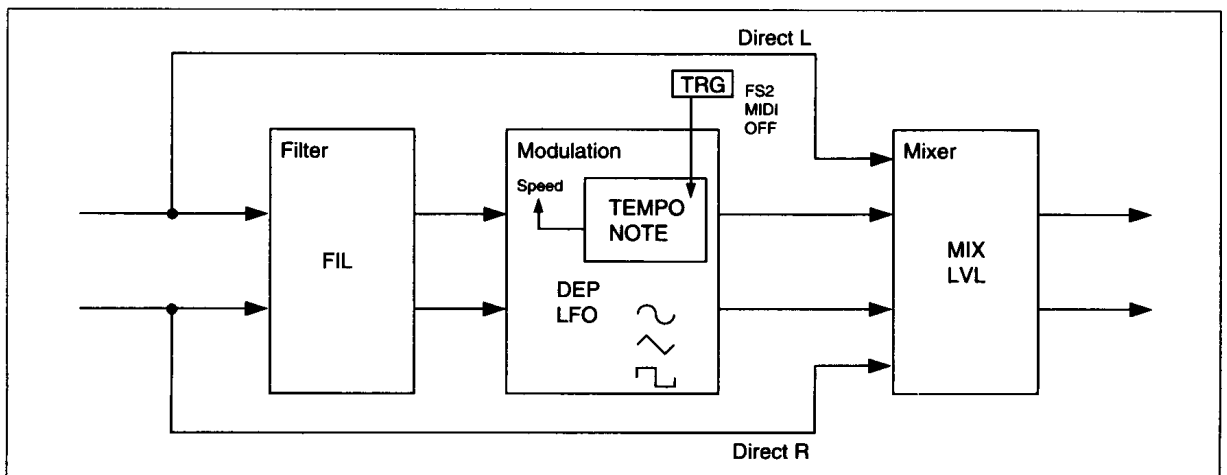 Direct L
TRG
FS2
MIDI
OFF
Filter
FIL
Modulation
Speed
TEMPO
NOTE
DEP
LFO
Mixer
MIX
LVL
Direct R